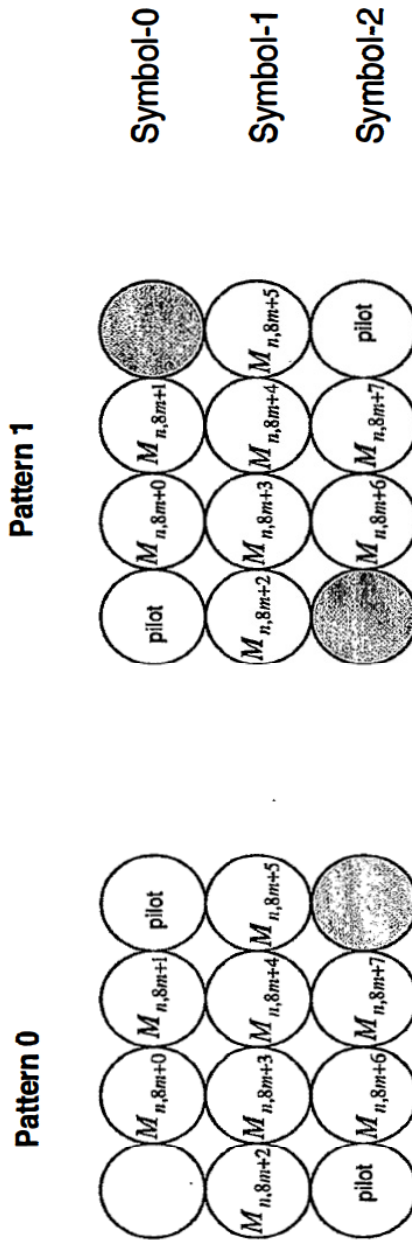 Pattern 0 Pattern 1
M n,8m+0 M n,8m+1 pilot pilot M n,8m+0 M n,8m+1 Symbol-0
M n,8m+2 M n,8m+3 M n,8m+4 M n,8m+5 M n,8m+2 M n,8m+3 M n,8m+4 M n,8m+5 Symbol-1
pilot M n,8m+6 M n,8m+7 M n,8m+6 M n,8m+7 pilot Symbol-2